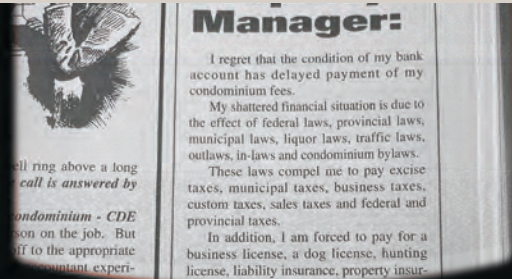 Manager:
I regret that the condition of my bank
account has delayed payment of my
condominium fees.
My shattered financial situation is due to
the effect of federal laws, provincial laws,
municipal laws, liquor laws, traffic laws,
outlaws, in-laws and condominium bylaws.
These laws compel me to pay excise
taxes, municipal taxes, business taxes,
custom taxes, sales taxes and federal and
provincial taxes.
In addition, I am forced to pay for a
business license, a dog license, hunting
license, liability insurance, property insur-
ell ring above a long
call is answered by
ondominium - CDE
son on the job. But
ff to the appropriate
ountant experi-